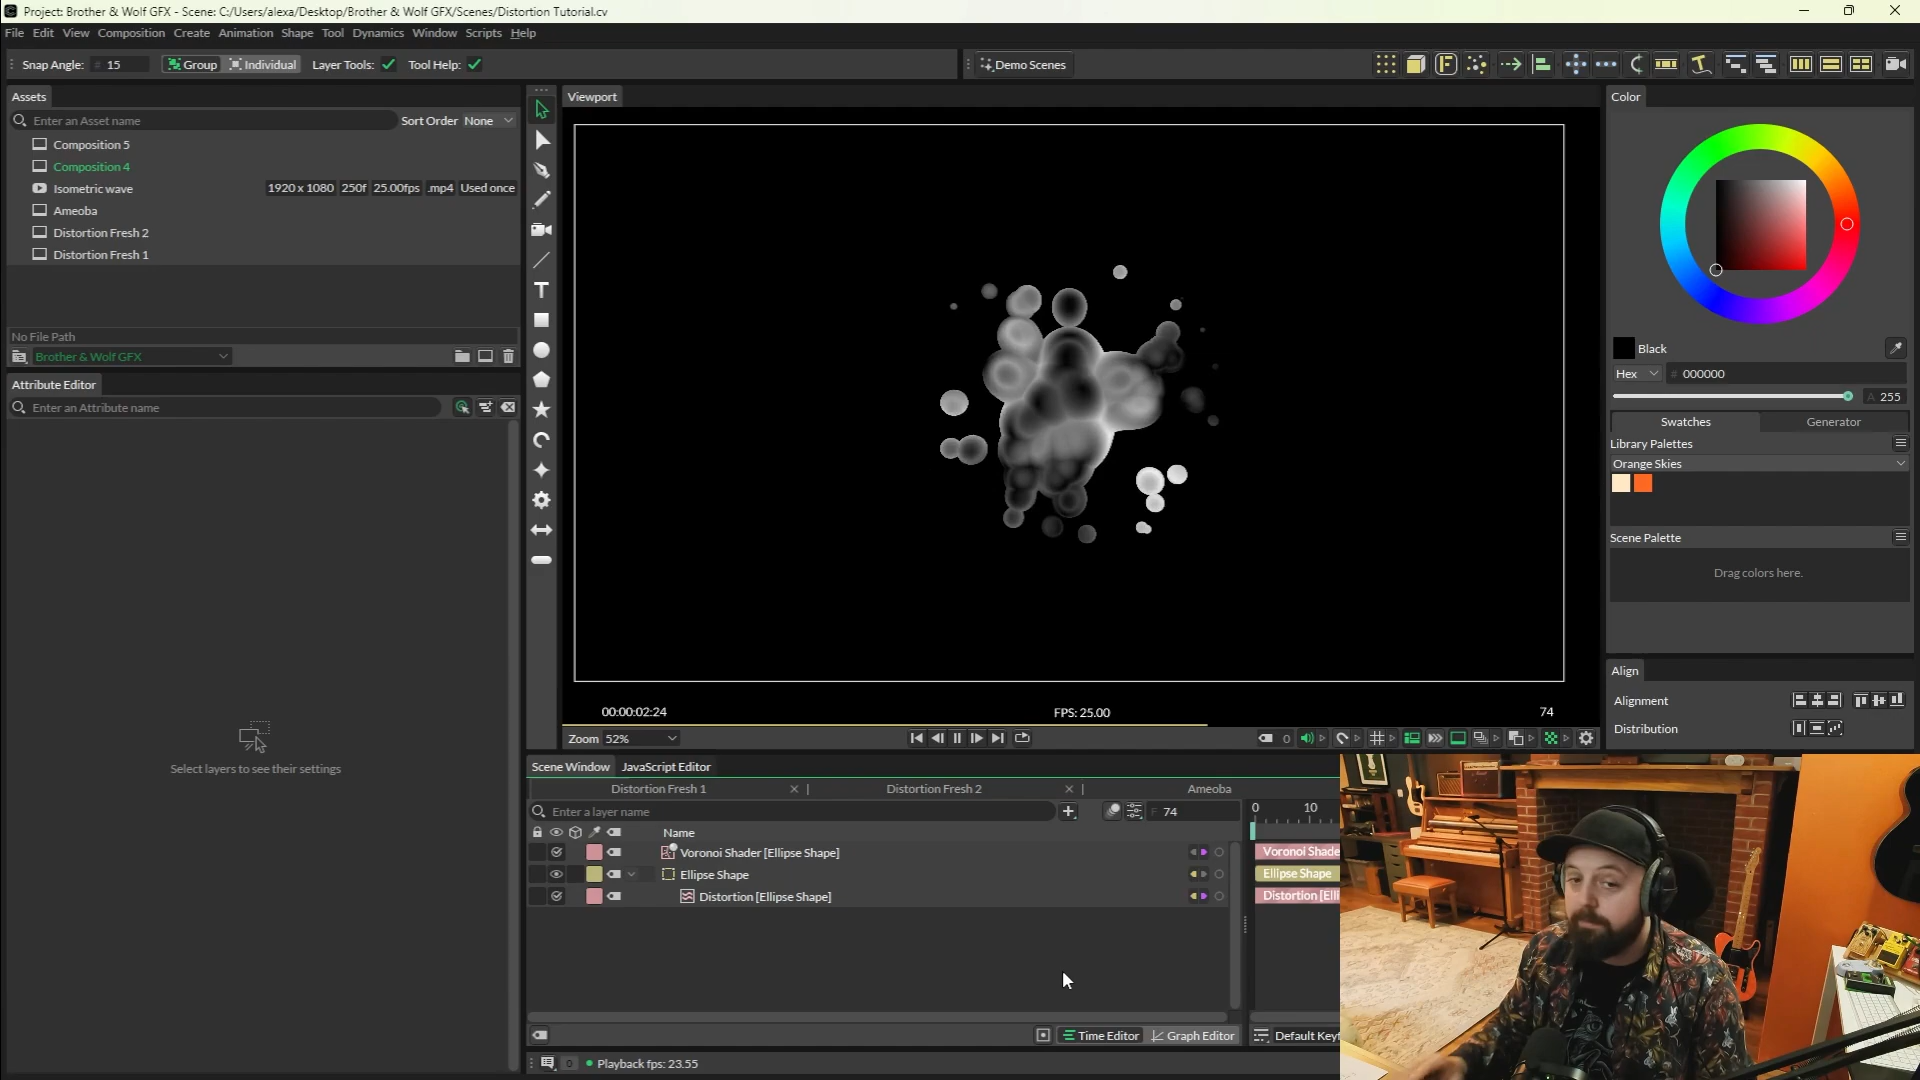 Project: Brother & Wolf GFX - Scene: C:/Users/alexa/Desktop/Brother & Wolf GFX/Scenes/Distortion Tutorial.cv
File Edit View Composition Create Animation Shape Tool Dynamics Window Scripts Help
Snap Angle: 15 Group Individual Layer Tools: Tool Help: Demo Scenes
Assets
Enter an Asset name Sort Order None
Composition 5
Composition 4
Isometric wave 1920 x 1080 250f 25.00fps .mp4 Used once
Ameoba
Distortion Fresh 2
Distortion Fresh 1
No File Path
Brother & Wolf GFX
Attribute Editor
Enter an Attribute name
Select layers to see their settings
Viewport
00:00:02:24 FPS: 25.00 74
Zoom 52% 0
Scene Window JavaScript Editor
Distortion Fresh 1 Distortion Fresh 2 Ameoba
Enter a layer name F 74 0 10
Name
Voronoi Shader [Ellipse Shape] Voronoi Shade
Ellipse Shape Ellipse Shape
Distortion [Ellipse Shape] Distortion [Elli
Time Editor Graph Editor Default Keyf
0 Playback fps: 23.55
Color
Black
Hex # 000000
A 255
Swatches Generator
Library Palettes
Orange Skies
Scene Palette
Drag colors here.
Align
Alignment
Distribution